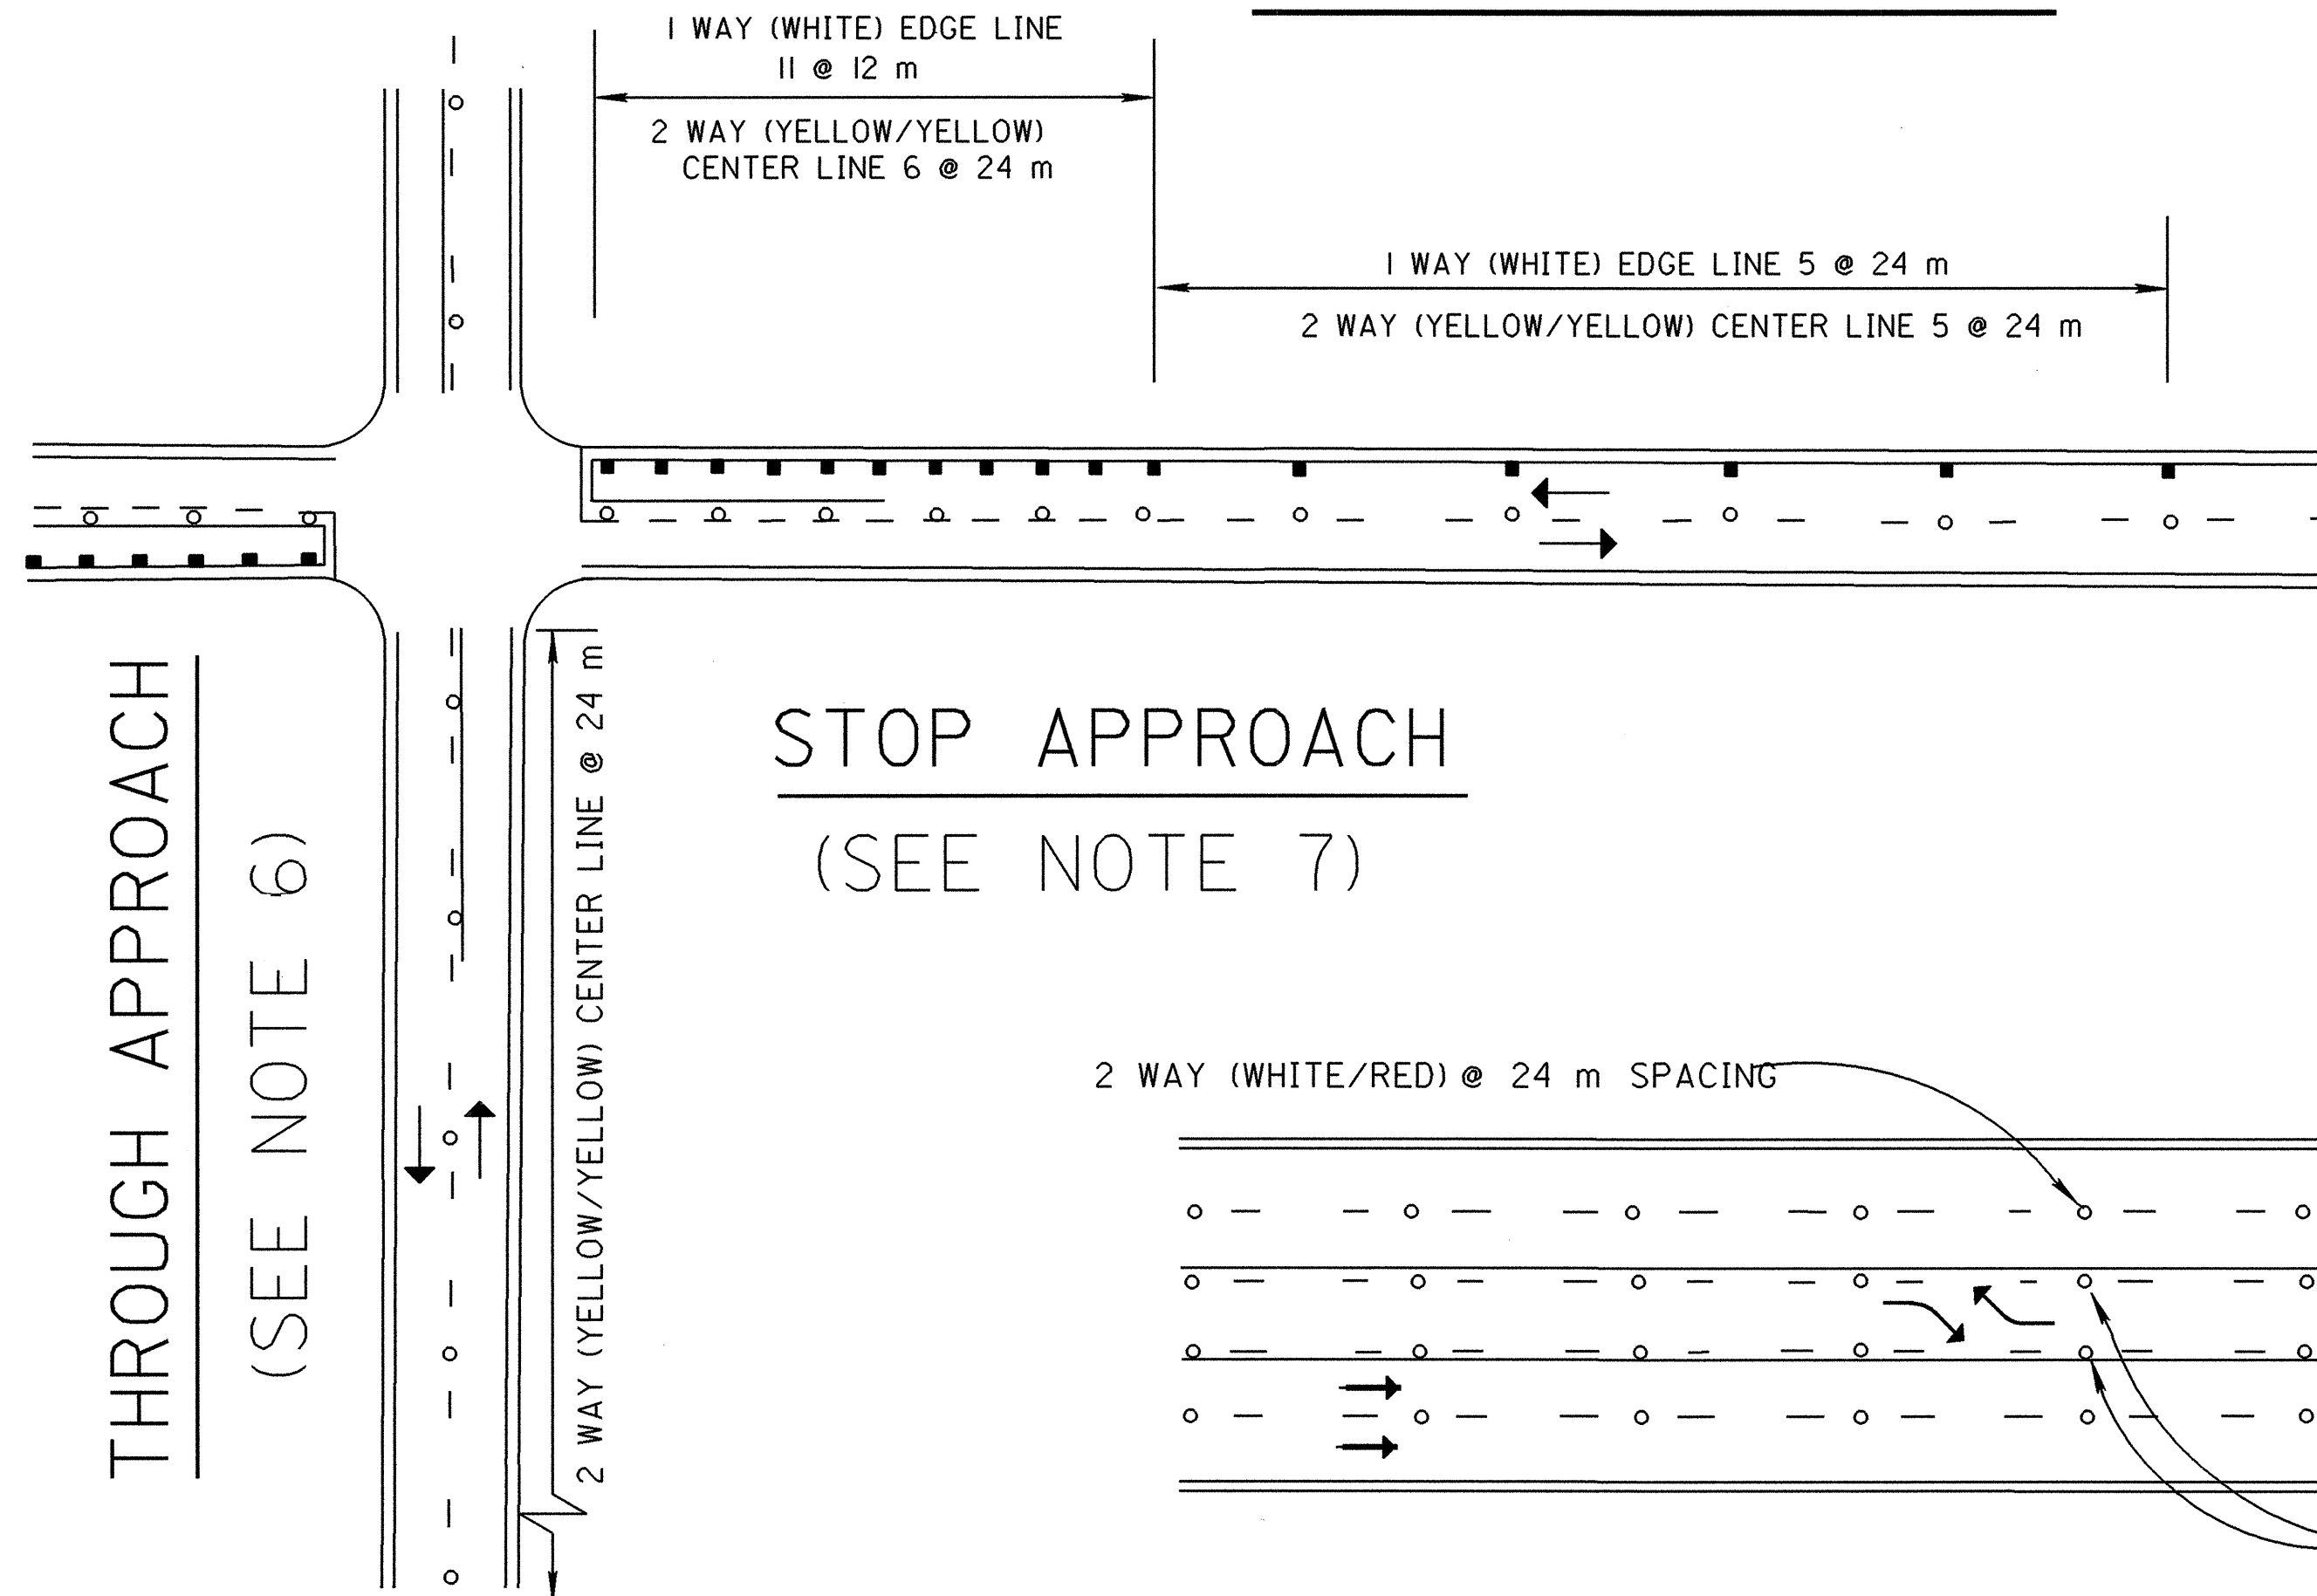 1 WAY (WHITE) EDGE LINE
11 @ 12 m
2 WAY (YELLOW/YELLOW)
CENTER LINE 6 @ 24 m
1 WAY (WHITE) EDGE LINE 5 @ 24 m
2 WAY (YELLOW/YELLOW) CENTER LINE 5 @ 24 m
THROUGH APPROACH
(SEE NOTE 6)
2 WAY (YELLOW/YELLOW) CENTER LINE @ 24 m
STOP APPROACH
(SEE NOTE 7)
2 WAY (WHITE/RED) @ 24 m SPACING